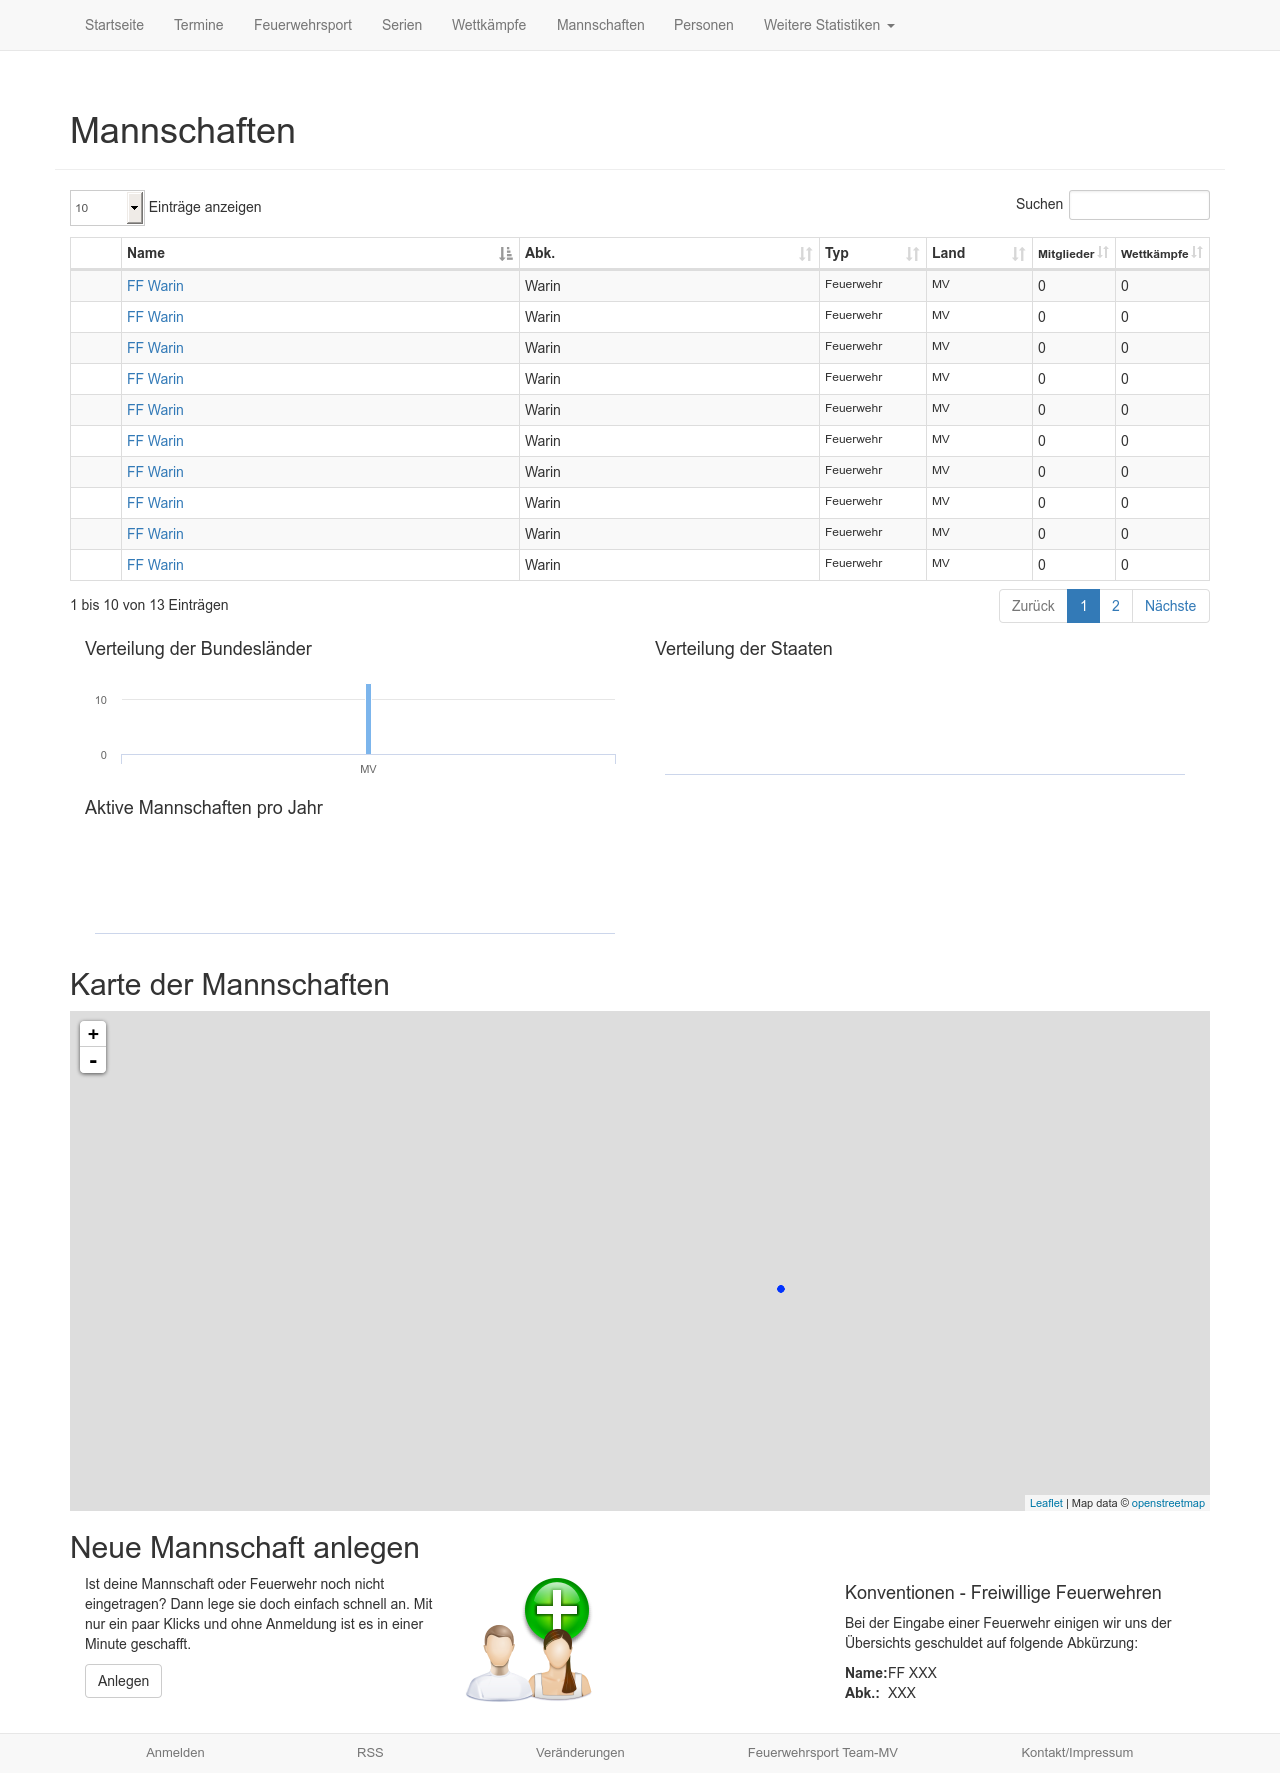 Startseite Termine Feuerwehrsport Serien Wettkämpfe Mannschaften Personen Weitere Statistiken
Mannschaften
10 Einträge anzeigen Suchen
Name Abk. Typ Land Mitglieder Wettkämpfe
FF Warin Warin Feuerwehr MV 0 0
FF Warin Warin Feuerwehr MV 0 0
FF Warin Warin Feuerwehr MV 0 0
FF Warin Warin Feuerwehr MV 0 0
FF Warin Warin Feuerwehr MV 0 0
FF Warin Warin Feuerwehr MV 0 0
FF Warin Warin Feuerwehr MV 0 0
FF Warin Warin Feuerwehr MV 0 0
FF Warin Warin Feuerwehr MV 0 0
FF Warin Warin Feuerwehr MV 0 0
1 bis 10 von 13 Einträgen Zurück 1 2 Nächste
Verteilung der Bundesländer
10
0
MV
Verteilung der Staaten
Aktive Mannschaften pro Jahr
Karte der Mannschaften
+
-
Leaflet | Map data © openstreetmap
Neue Mannschaft anlegen
Ist deine Mannschaft oder Feuerwehr noch nicht
eingetragen? Dann lege sie doch einfach schnell an. Mit
nur ein paar Klicks und ohne Anmeldung ist es in einer
Minute geschafft.
Anlegen
Konventionen - Freiwillige Feuerwehren
Bei der Eingabe einer Feuerwehr einigen wir uns der
Übersichts geschuldet auf folgende Abkürzung:
Name: FF XXX
Abk.: XXX
Anmelden RSS Veränderungen Feuerwehrsport Team-MV Kontakt/Impressum